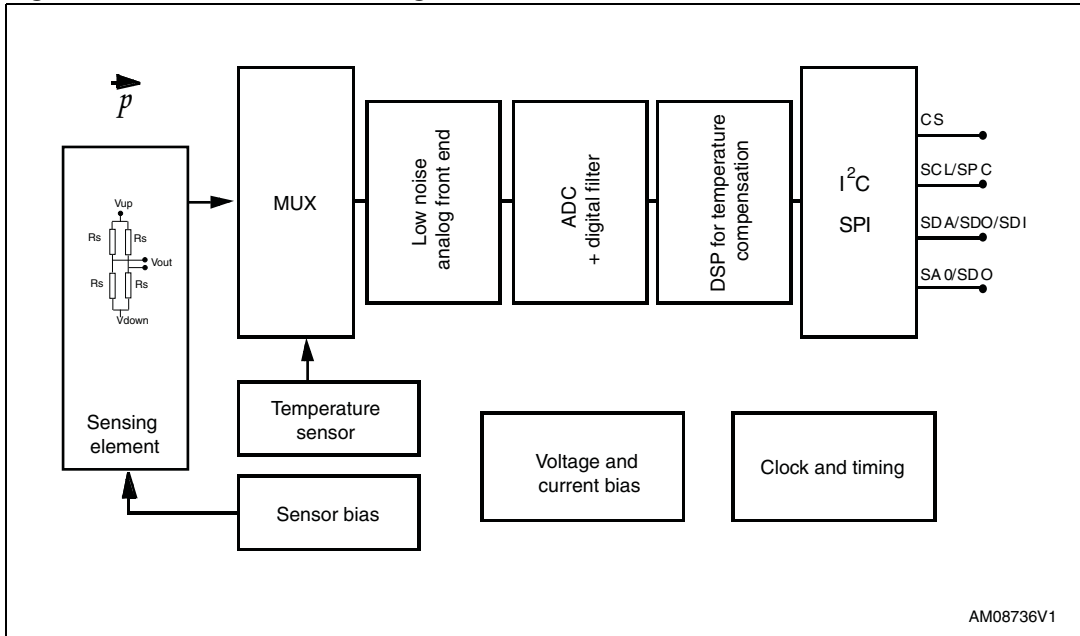 p
MUX
Low noise
analog front end
ADC
+ digital filter
DSP for temperature
compensation
I²C
SPI
CS
SCL/SPC
SDA/SDO/SDI
SA0/SDO
Vup
Rs Rs
Vout
Rs Rs
Vdown
Sensing
element
Temperature
sensor
Sensor bias
Voltage and
current bias
Clock and timing
AM08736V1